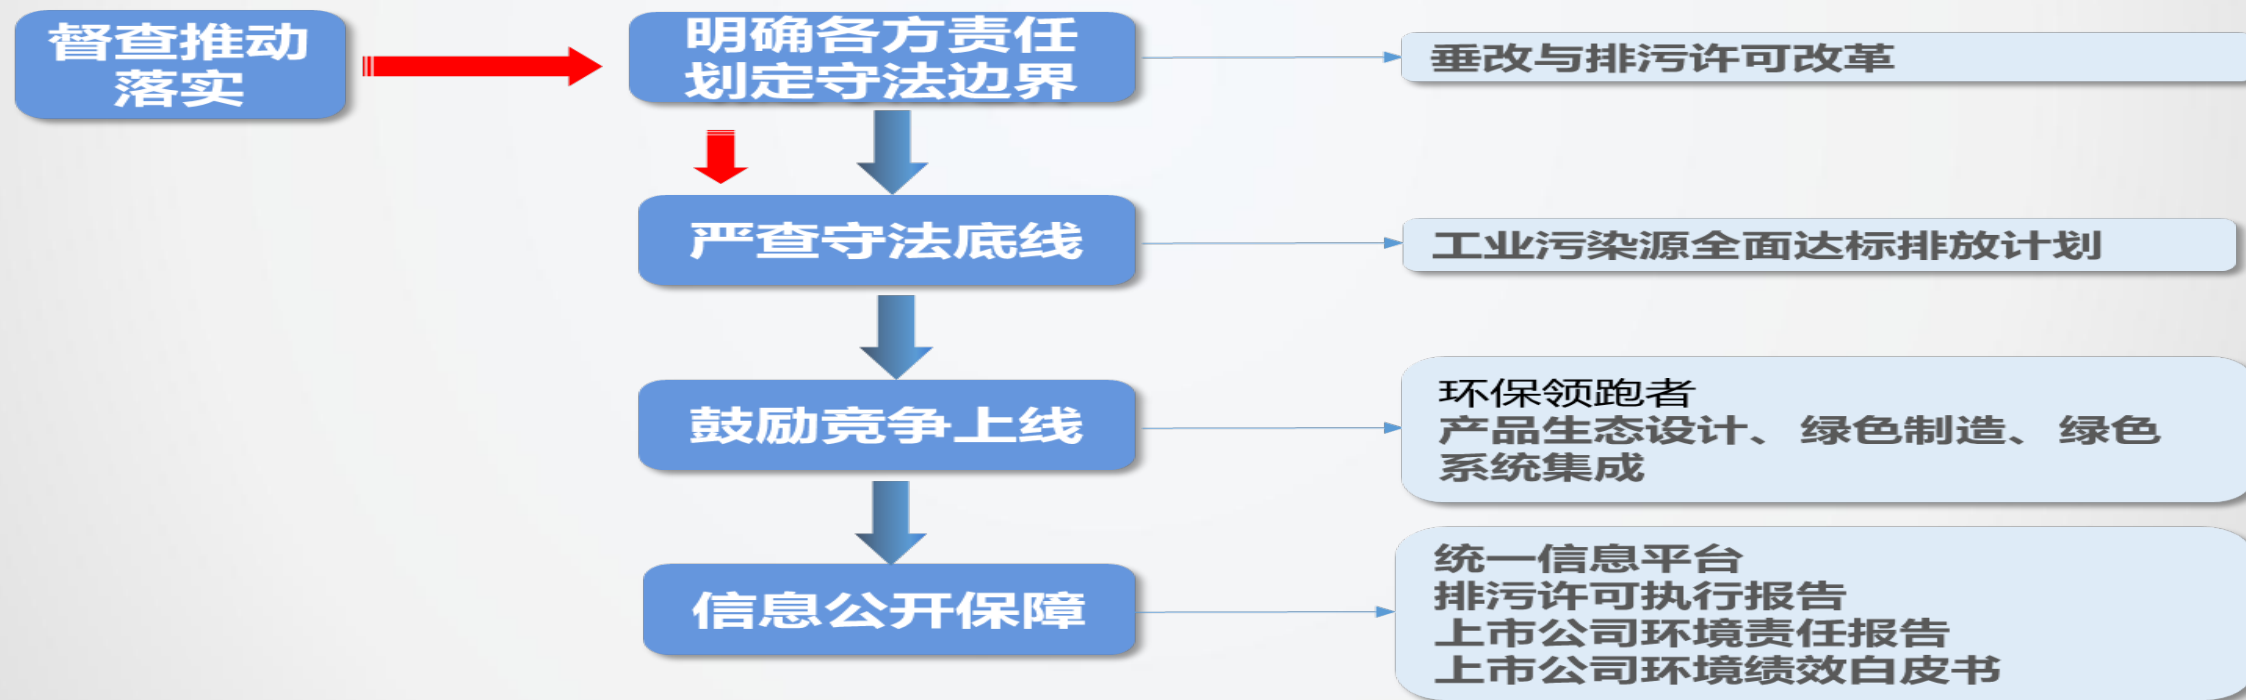 督查推动
落实
明确各方责任
划定守法边界
垂改与排污许可改革
严查守法底线
工业污染源全面达标排放计划
鼓励竞争上线
环保领跑者
产品生态设计、绿色制造、绿色
系统集成
信息公开保障
统一信息平台
排污许可执行报告
上市公司环境责任报告
上市公司环境绩效白皮书